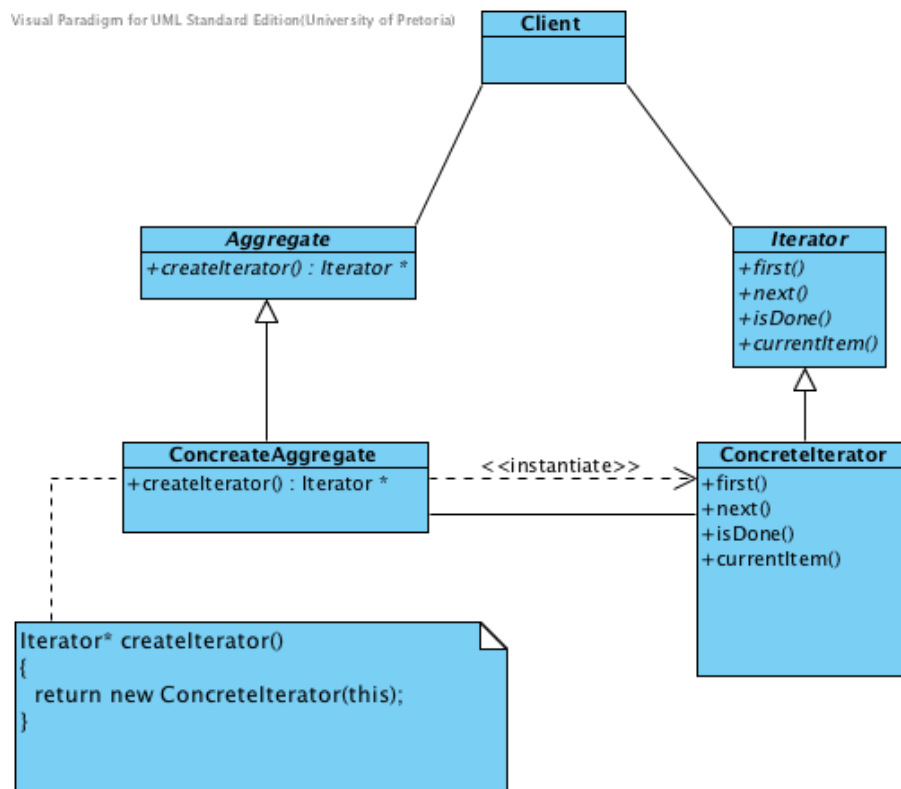 Visual Paradigm for UML Standard Edition(University of Pretoria)
Client
Aggregate
+createIterator() : Iterator *
Iterator
+first()
+next()
+isDone()
+currentItem()
ConcreateAggregate
+createIterator() : Iterator *
<<instantiate>>
ConcreteIterator
+first()
+next()
+isDone()
+currentItem()
Iterator* createIterator()
{
return new ConcreteIterator(this);
}